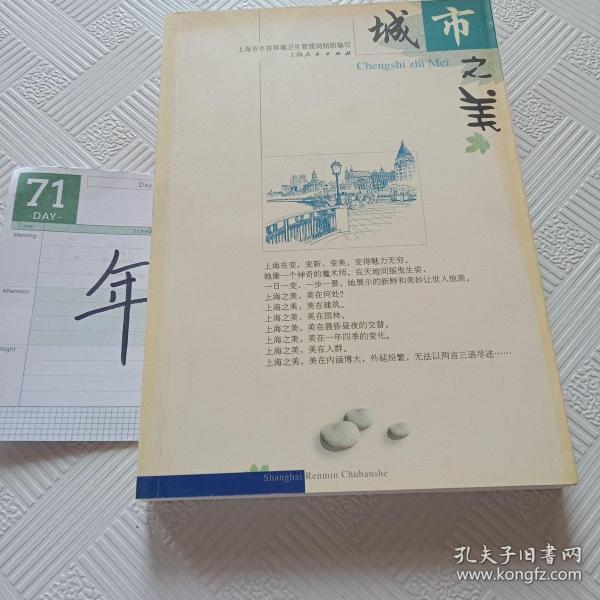 城市
之美
Chengshi zhi Mei
上海市市容环境卫生管理局组织编写
上海人民出版社
上海在变，变新，变美，变得魅力无穷。
她像一个神奇的魔术师，在天地间摇曳生姿，
一日一变，一步一景，她展示的新鲜和美妙让世人惊羡。
上海之美，美在何处？
上海之美，美在建筑。
上海之美，美在园林。
上海之美，美在晨昏昼夜的交替。
上海之美，美在一年四季的变化。
上海之美，美在人群。
上海之美，美在内涵博大，外延纷繁，无法以两言三语尽述……
Shanghai Renmin Chubanshe
71
-DAY-
Day
Time
Sched
Morning
Afternoon
Night
年
孔夫子旧书网
www.kongfz.com